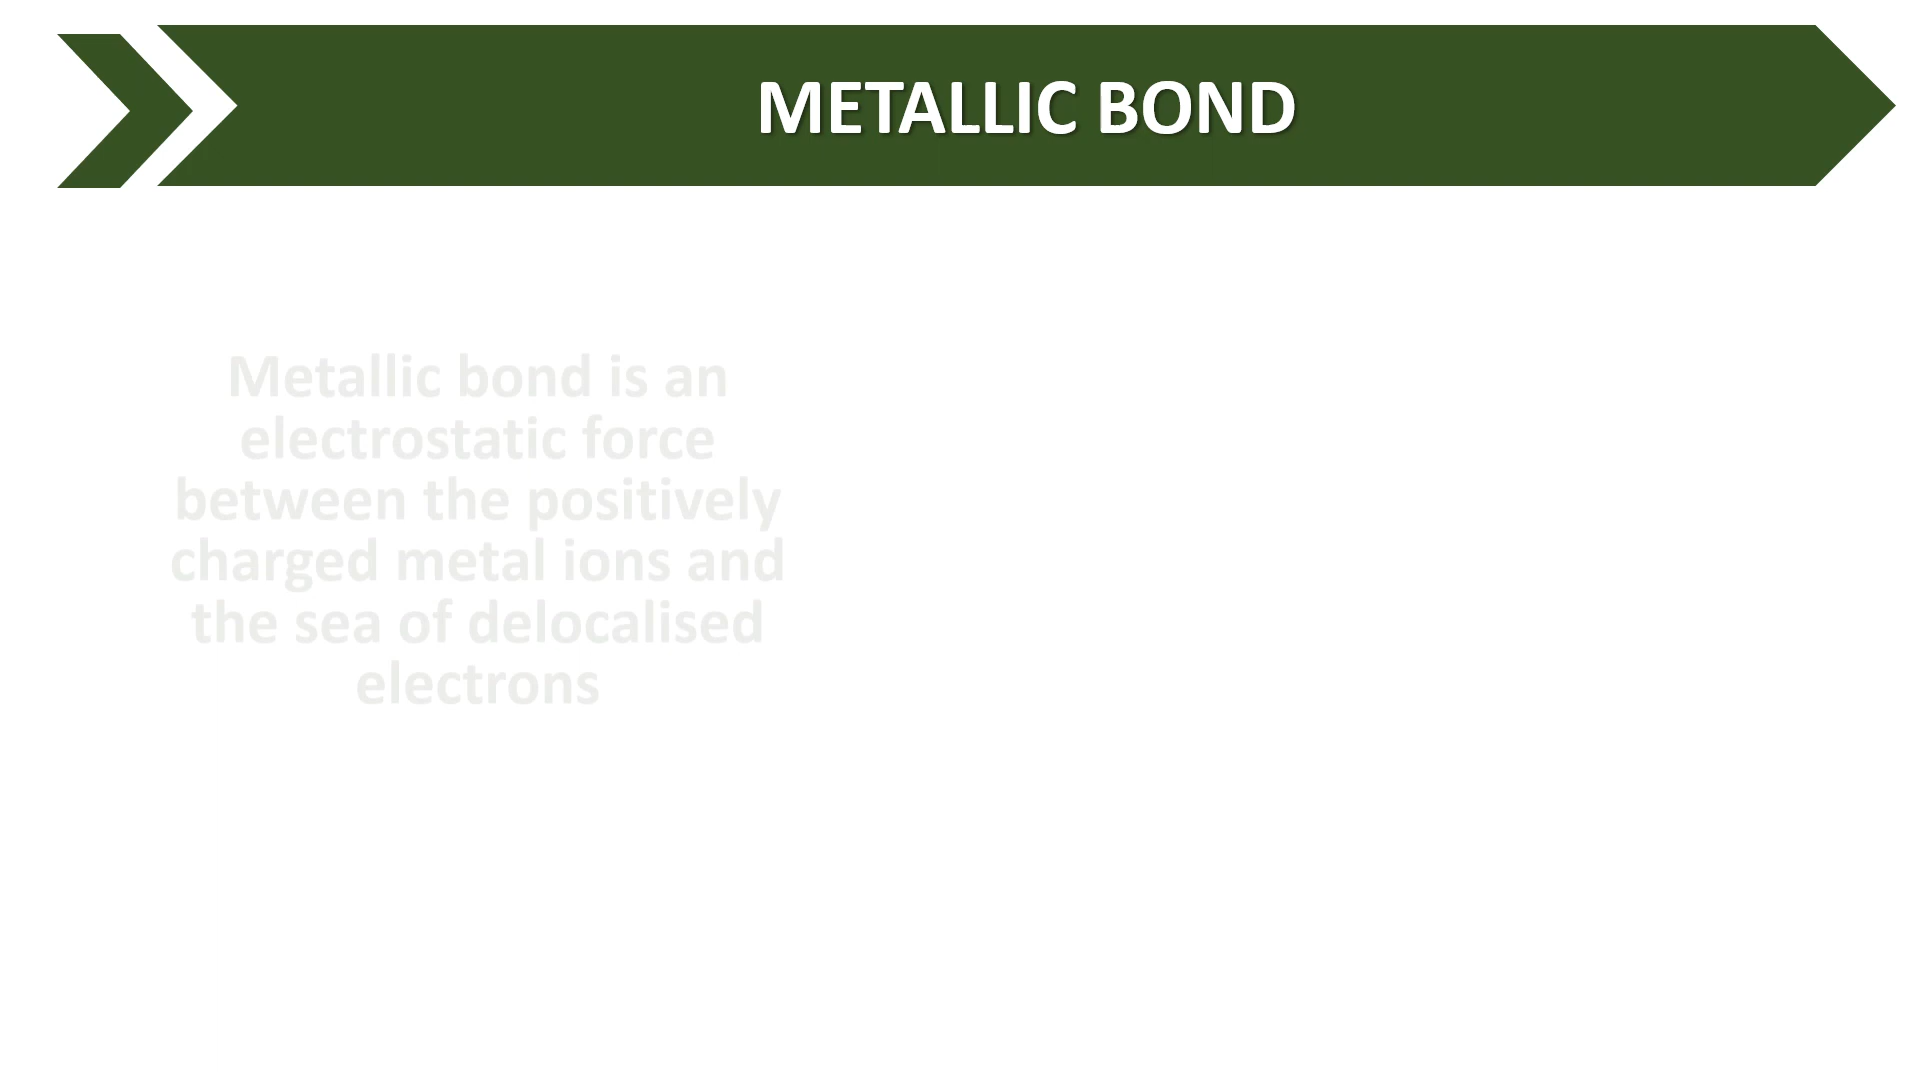 METALLIC BOND
Metallic bond is an
electrostatic force
between the positively
charged metal ions and
the sea of delocalised
electrons